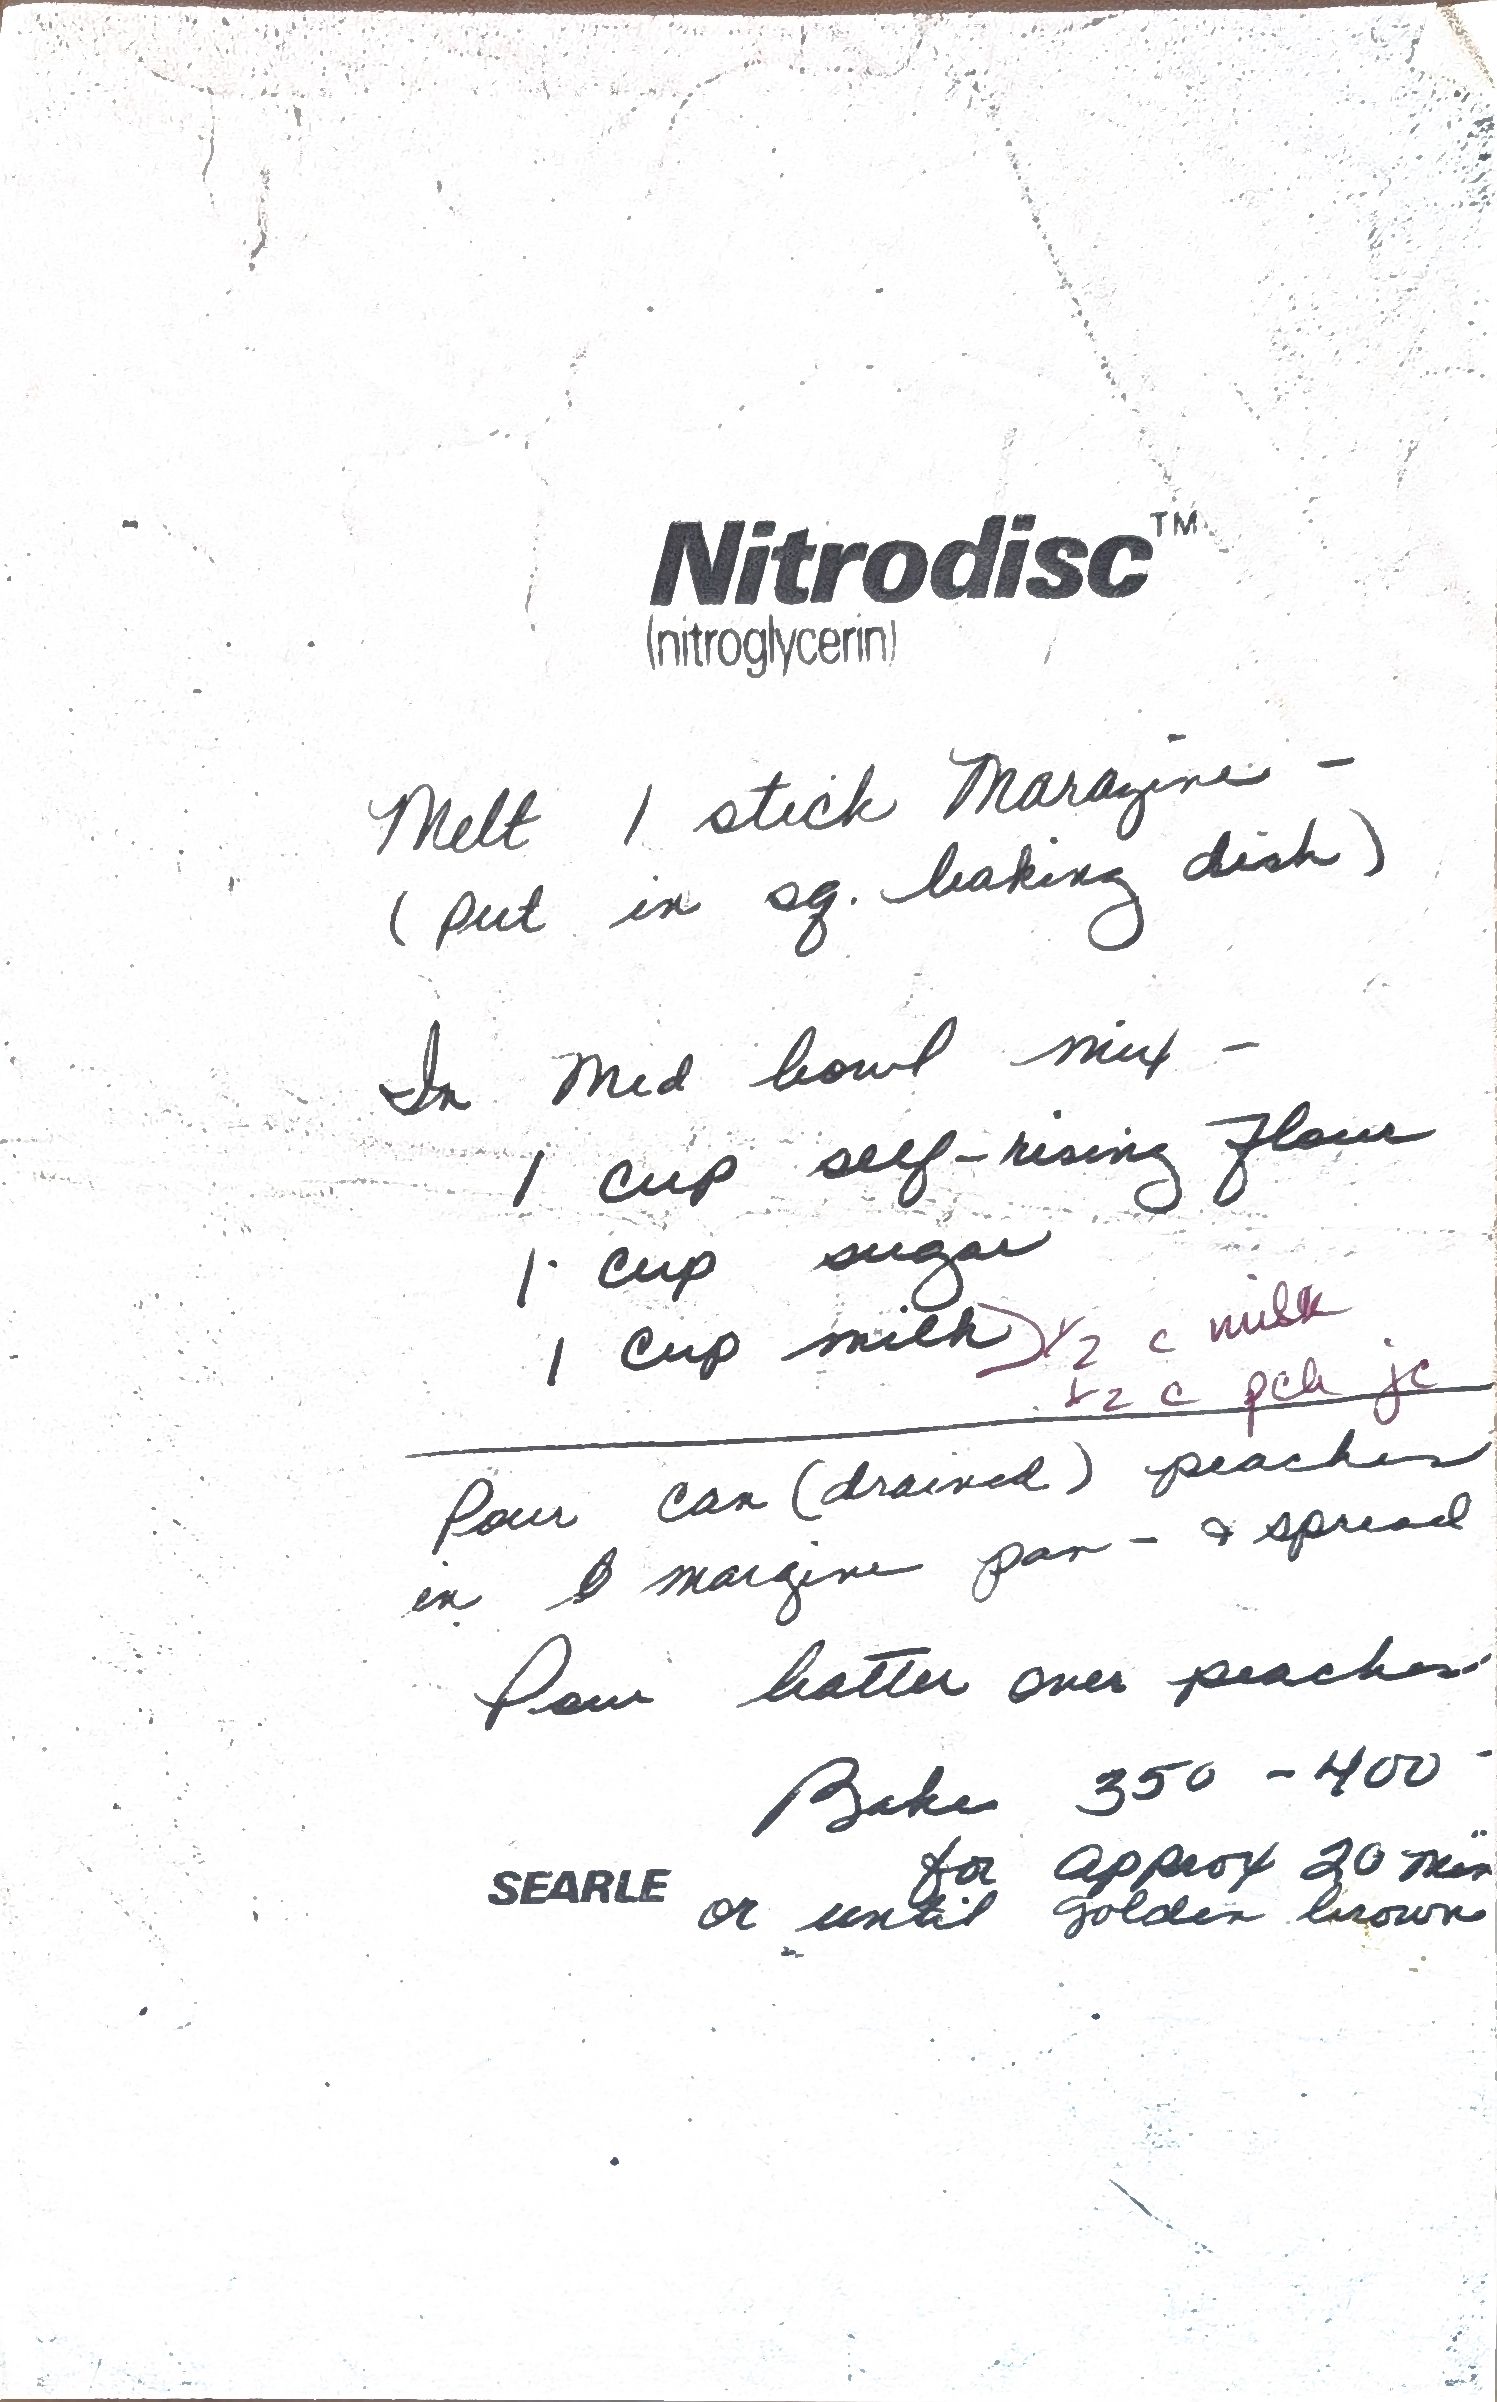 Nitrodisc™
(nitroglycerin)
Melt 1 stick Maragine -
(put in sq. baking dish)
In Med bowl mix -
1 cup self-rising flour
1 cup sugar
1 cup milk) 1/2 c milk
1/2 c pch jc
Pour can (drained) peaches
in margine pan - & spread
Pour batter over peaches
Bake 350 - 400 -
for approx 20 min
SEARLE or until golden brown